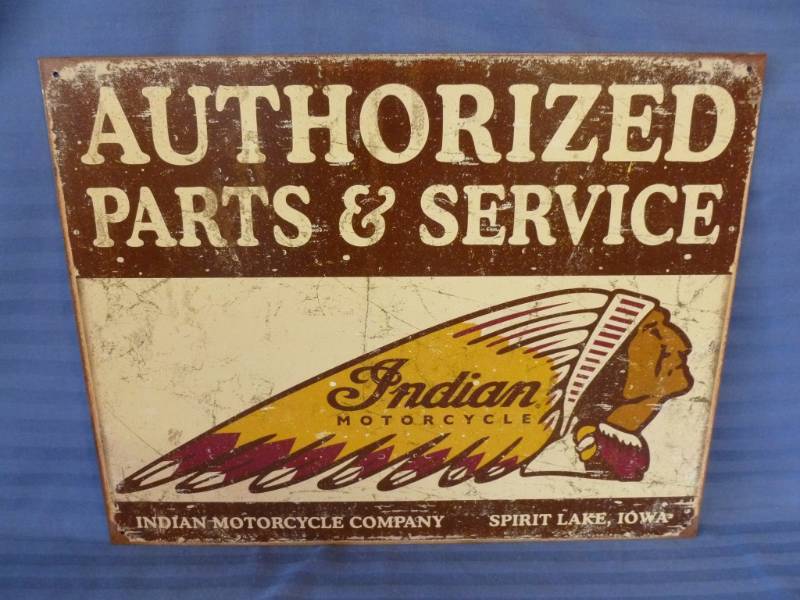 AUTHORIZED
PARTS & SERVICE
Indian
MOTORCYCLE
INDIAN MOTORCYCLE COMPANY SPIRIT LAKE, IOWA